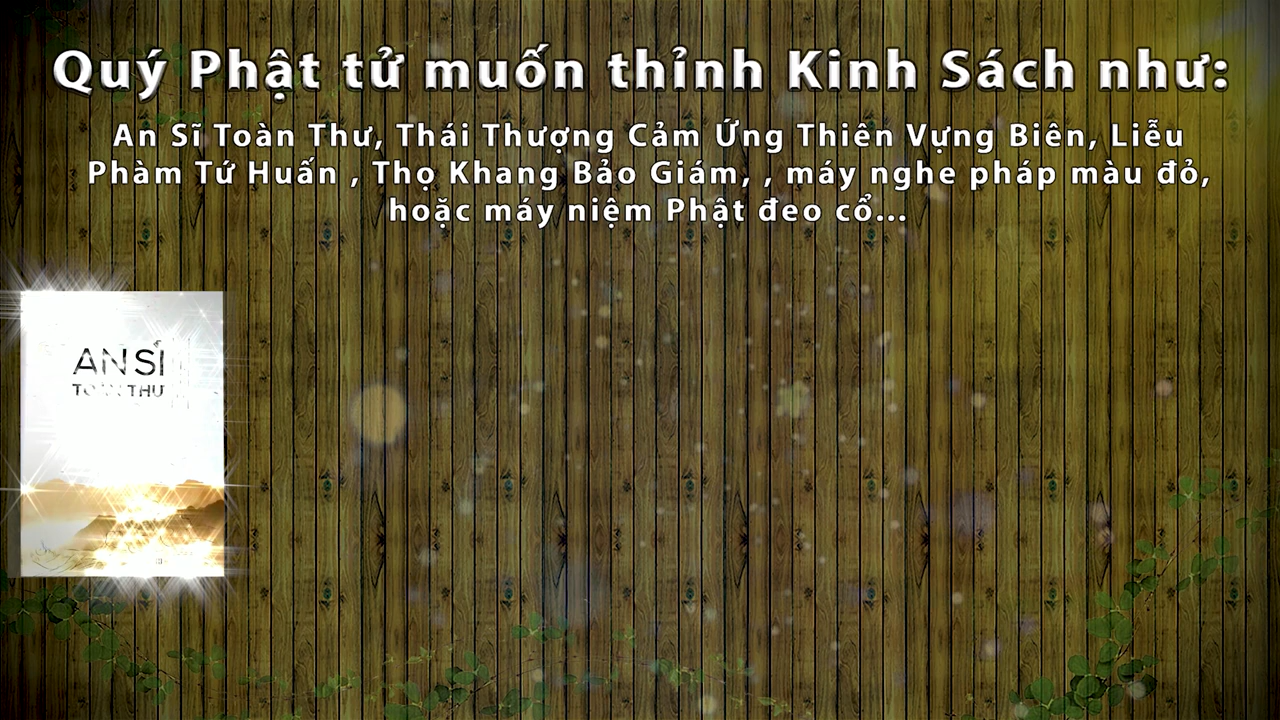 Quý Phật tử muốn thỉnh Kinh Sách như:
An Sĩ Toàn Thư, Thái Thượng Cảm Ứng Thiên Vựng Biên, Liễu
Phàm Tứ Huấn , Thọ Khang Bảo Giám, , máy nghe pháp màu đỏ,
hoặc máy niệm Phật đeo cổ...
AN SĨ
TOÀN THƯ